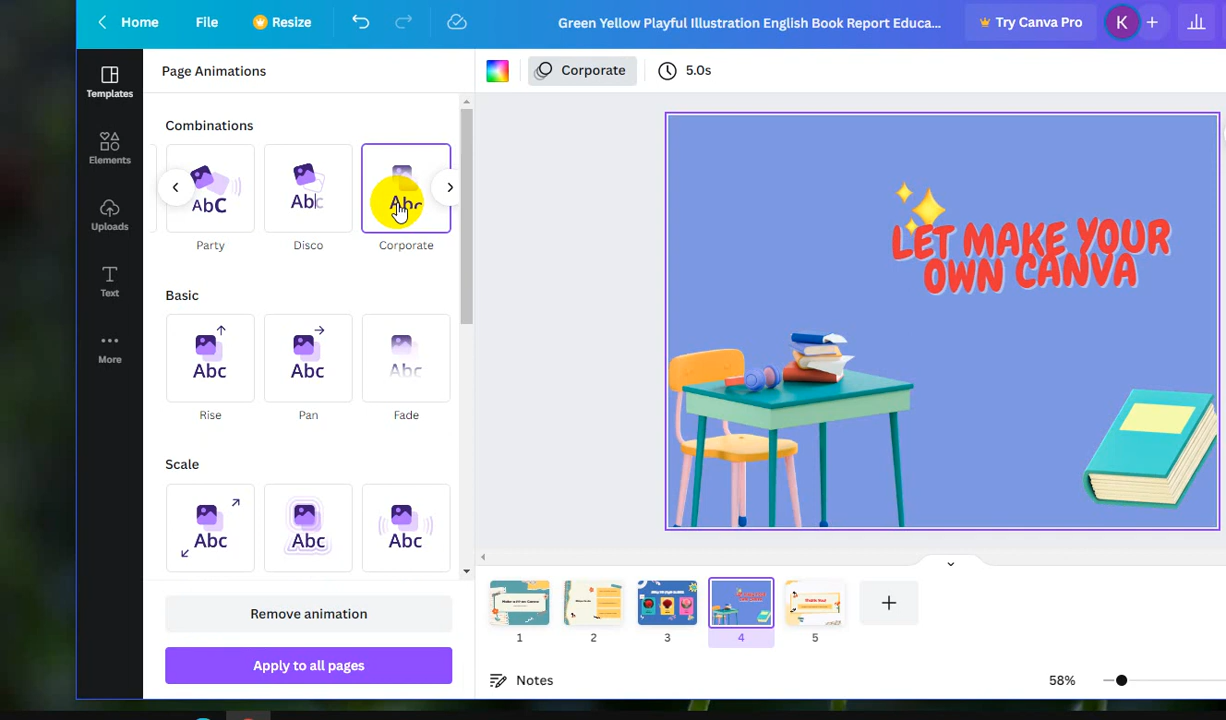 Home File Resize Green Yellow Playful Illustration English Book Report Educa... Try Canva Pro K
Templates
Elements
Uploads
Text
More
Page Animations
Corporate 5.0s
Combinations
AbC
Abc
Abc
Party Disco Corporate
Basic
Abc Abc Abc
Rise Pan Fade
Scale
Abc Abc Abc
Remove animation
Apply to all pages
LET MAKE YOUR
OWN CANVA
1 2 3 4 5
Notes 58%